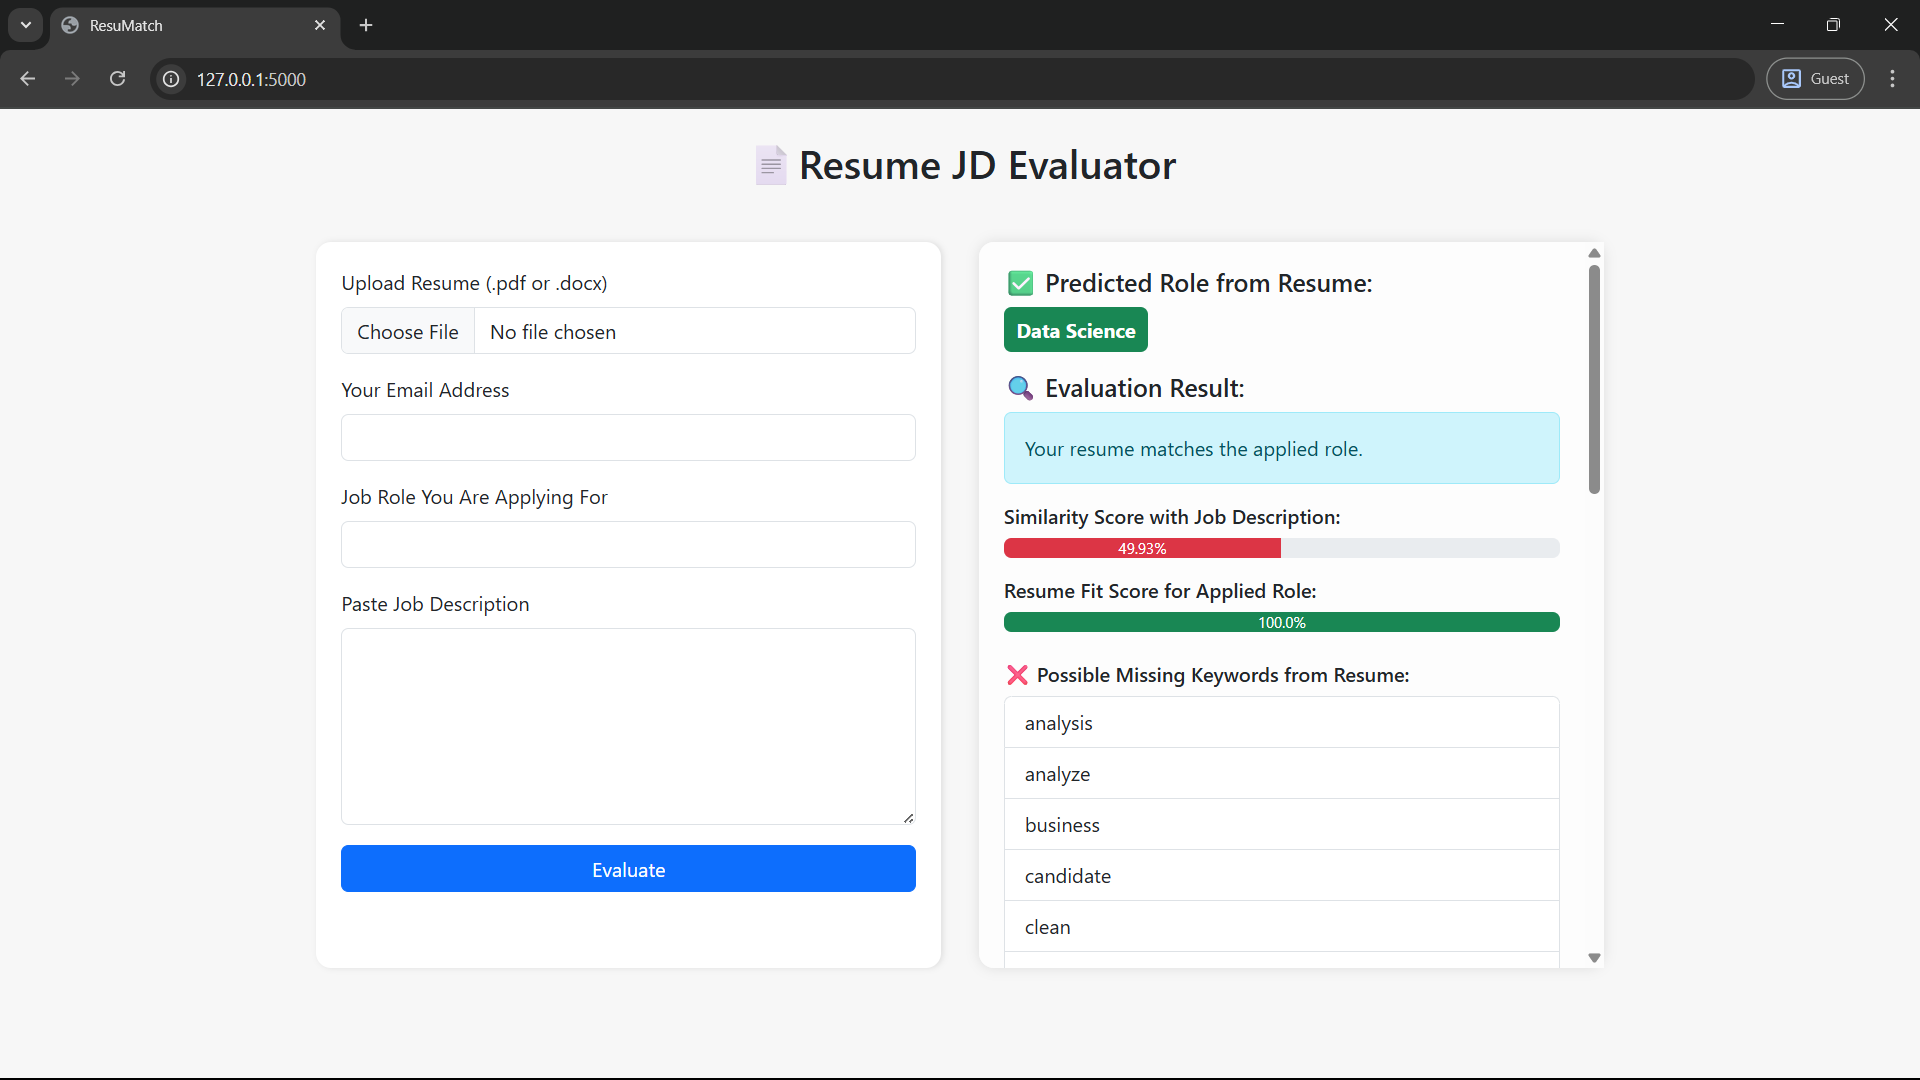 ResuMatch
127.0.0.1:5000
Guest
Resume JD Evaluator
Upload Resume (.pdf or .docx)
Choose File No file chosen
Your Email Address
Job Role You Are Applying For
Paste Job Description
Evaluate
Predicted Role from Resume:
Data Science
Evaluation Result:
Your resume matches the applied role.
Similarity Score with Job Description:
49.93%
Resume Fit Score for Applied Role:
100.0%
Possible Missing Keywords from Resume:
analysis
analyze
business
candidate
clean